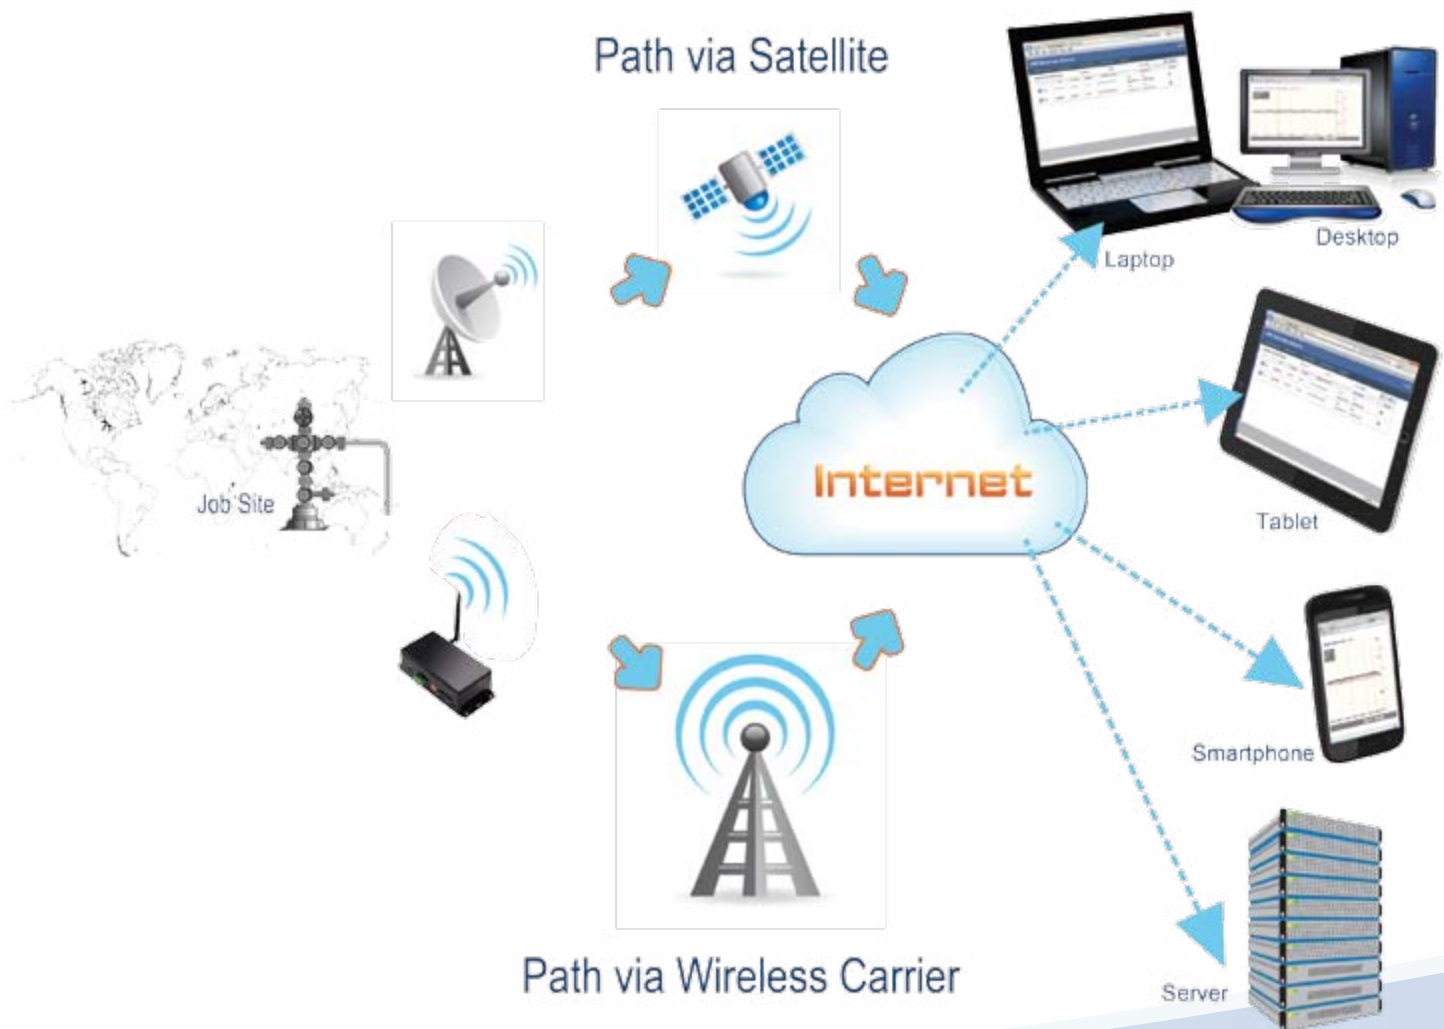 Path via Satellite
Desktop
Laptop
Job Site
Internet
Tablet
Smartphone
Path via Wireless Carrier
Server